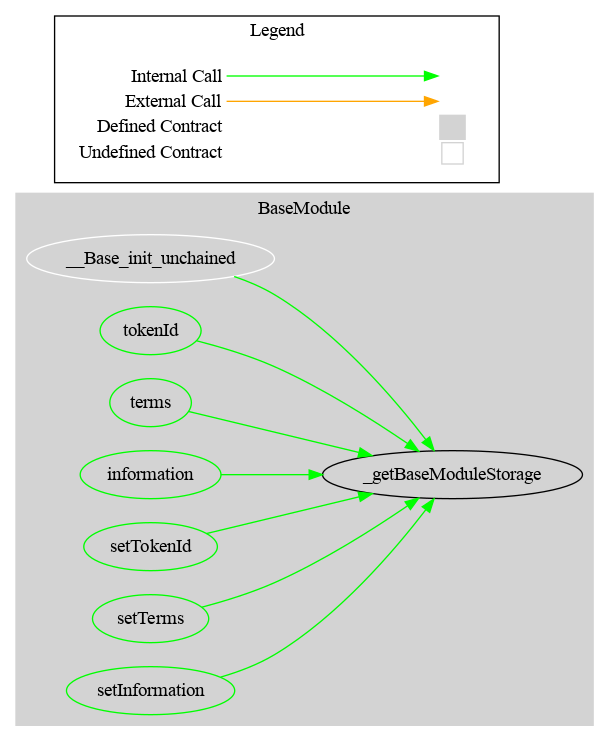 Legend
Internal Call
External Call
Defined Contract
Undefined Contract
BaseModule
__Base_init_unchained
tokenId
terms
information
_getBaseModuleStorage
setTokenId
setTerms
setInformation